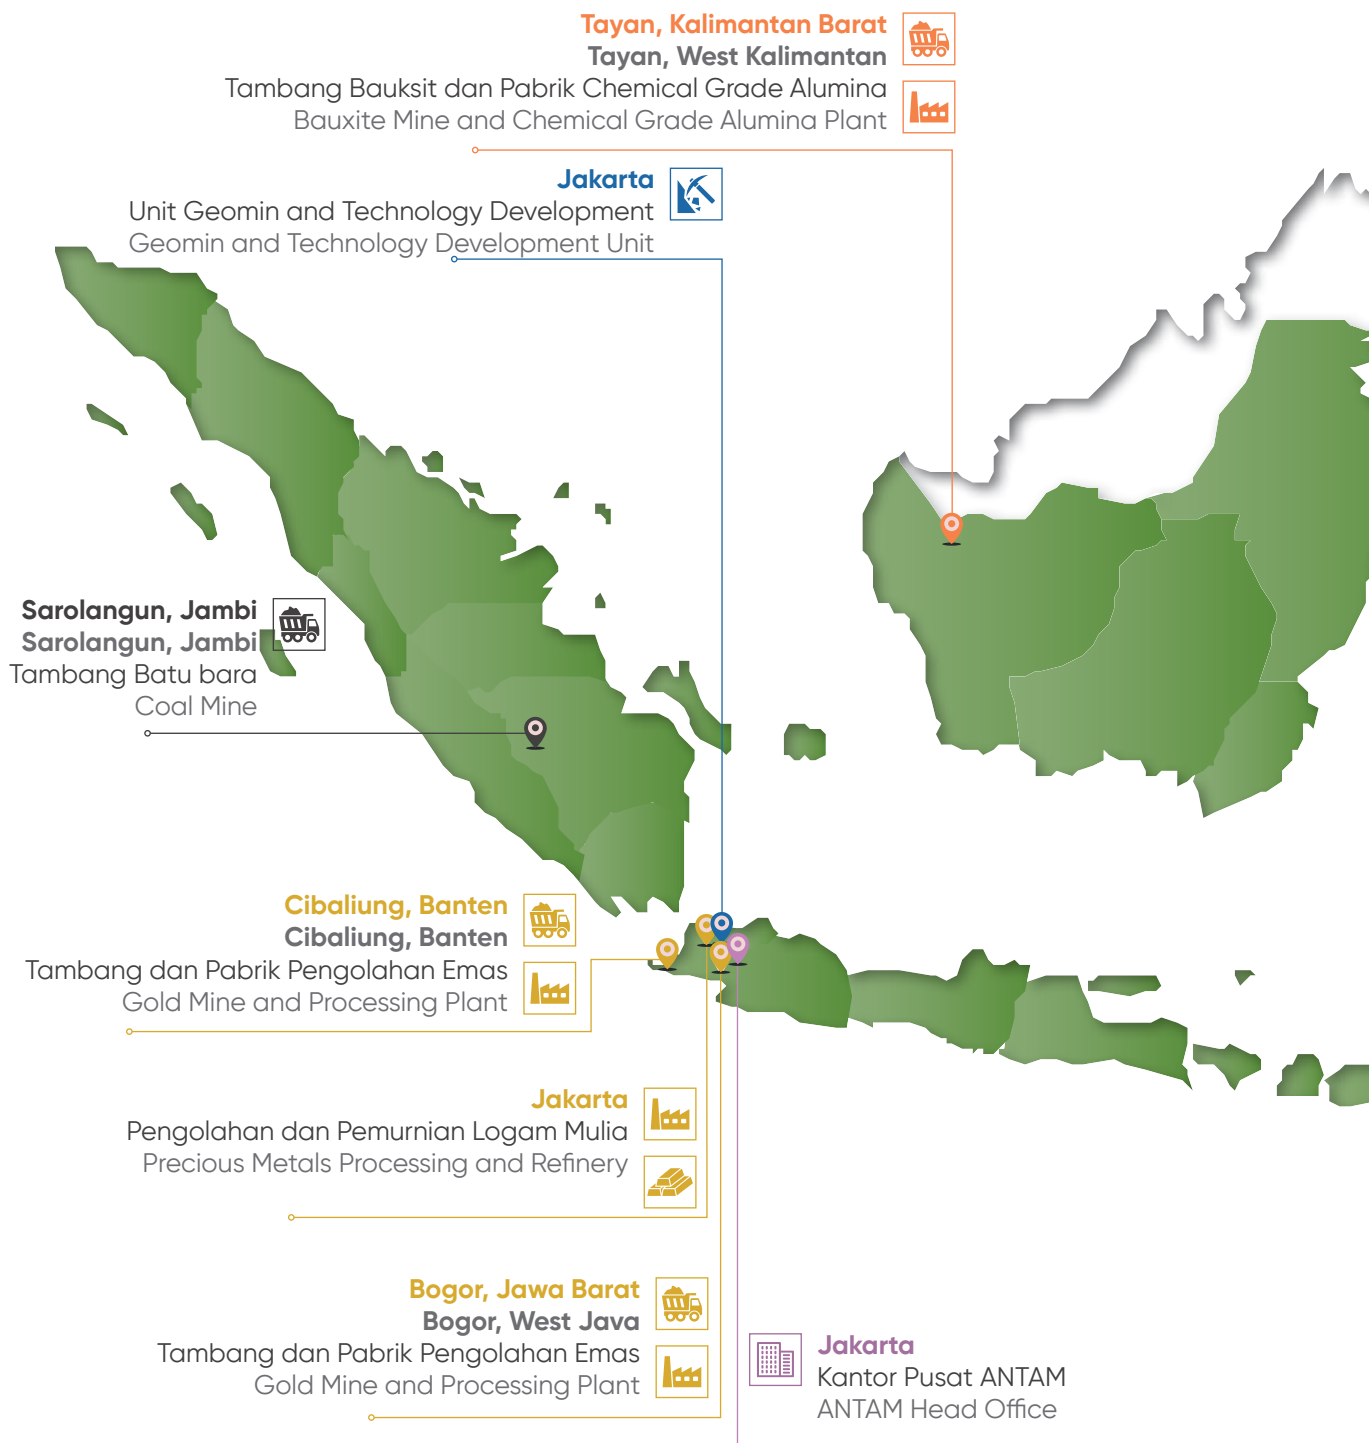 Tayan, Kalimantan Barat
Tayan, West Kalimantan
Tambang Bauksit dan Pabrik Chemical Grade Alumina
Bauxite Mine and Chemical Grade Alumina Plant
Jakarta
Unit Geomin and Technology Development
Geomin and Technology Development Unit
Sarolangun, Jambi
Sarolangun, Jambi
Tambang Batu bara
Coal Mine
Cibaliung, Banten
Cibaliung, Banten
Tambang dan Pabrik Pengolahan Emas
Gold Mine and Processing Plant
Jakarta
Pengolahan dan Pemurnian Logam Mulia
Precious Metals Processing and Refinery
Bogor, Jawa Barat
Bogor, West Java
Tambang dan Pabrik Pengolahan Emas
Gold Mine and Processing Plant
Jakarta
Kantor Pusat ANTAM
ANTAM Head Office